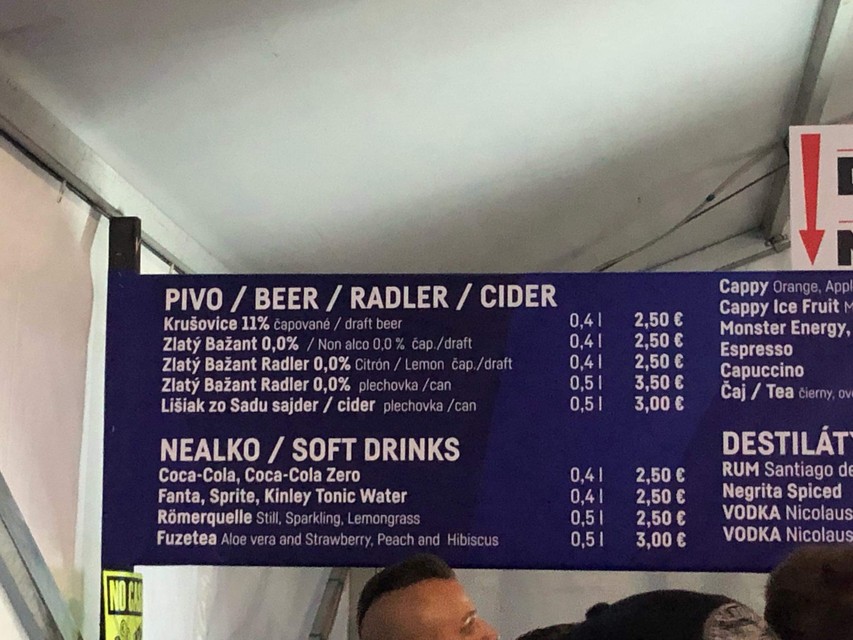 PIVO / BEER / RADLER / CIDER
Krušovice 11% čapované / draft beer 0,4 l 2,50 €
Zlatý Bažant 0,0% / Non alco 0,0 % čap./draft 0,4 l 2,50 €
Zlatý Bažant Radler 0,0% Citrón / Lemon čap./draft 0,4 l 2,50 €
Zlatý Bažant Radler 0,0% plechovka /can 0,5 l 3,50 €
Lišiak zo Sadu sajder / cider plechovka /can 0,5 l 3,00 €
NEALKO / SOFT DRINKS
Coca-Cola, Coca-Cola Zero 0,4 l 2,50 €
Fanta, Sprite, Kinley Tonic Water 0,4 l 2,50 €
Römerquelle Still, Sparkling, Lemongrass 0,5 l 2,50 €
Fuzetea Aloe vera and Strawberry, Peach and Hibiscus 0,5 l 3,00 €
Cappy Orange,
Cappy Ice Fruit
Monster Energy,
Espresso
Capuccino
Čaj / Tea čierny,
DESTILÁTY
RUM Santiago de
Negrita Spiced
VODKA Nicolaus
VODKA Nicolaus
NO